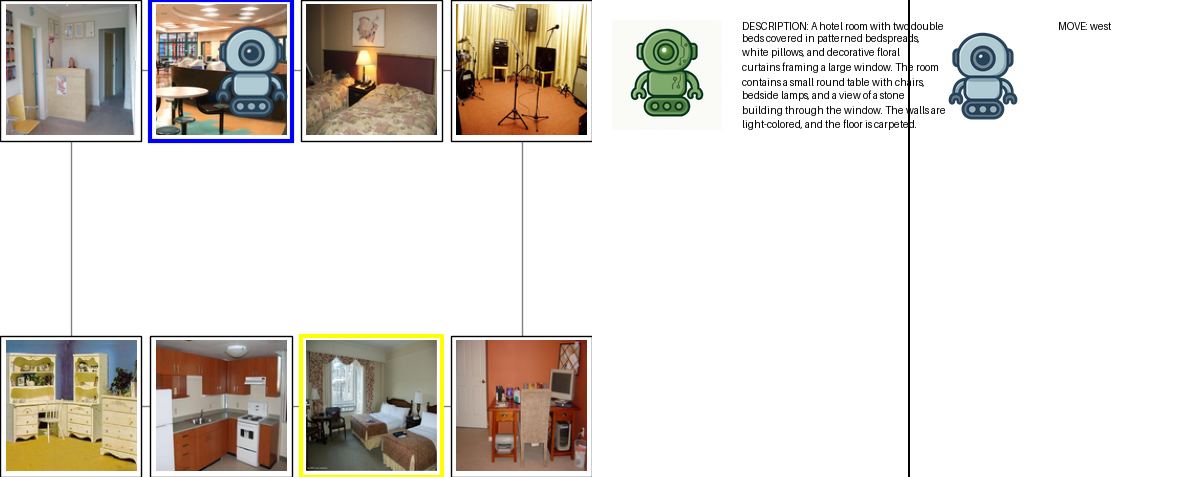 DESCRIPTION: A hotel room with two double
beds covered in patterned bedspreads,
white pillows, and decorative floral
curtains framing a large window. The room
contains a small round table with chairs,
bedside lamps, and a view of a stone
building through the window. The walls are
light-colored, and the floor is carpeted.
MOVE: west